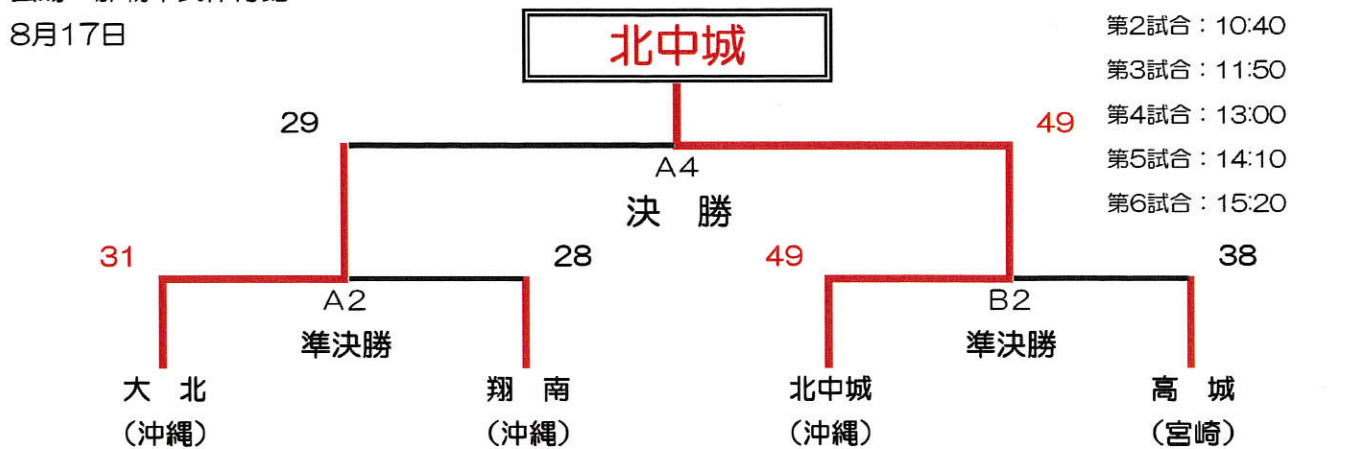 8月17日
北中城
第2試合：10:40
第3試合：11:50
第4試合：13:00
第5試合：14:10
第6試合：15:20
29
49
A4
決　勝
31
28
49
38
A2
B2
準決勝
準決勝
大　北
翔　南
北中城
高　城
（沖縄）
（沖縄）
（沖縄）
（宮崎）